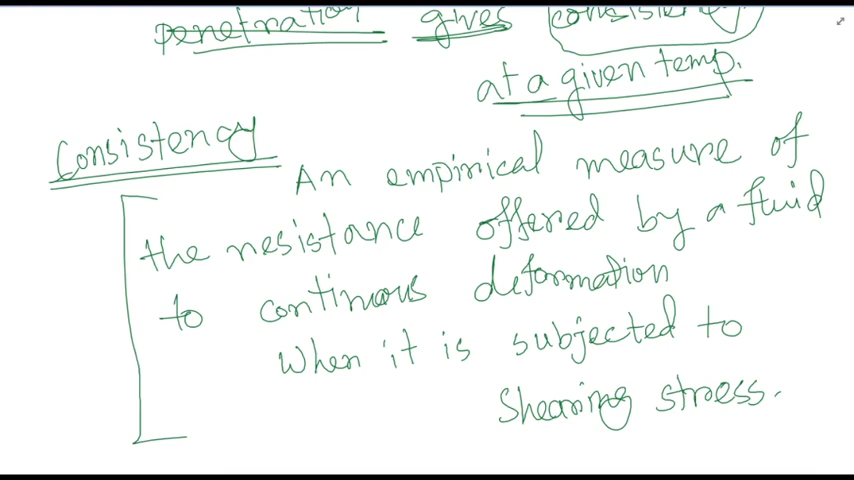 penetration gives consistency
at a given temp.
Consistency
An empirical measure of
the resistance offered by a fluid
to continuous deformation
when it is subjected to
shearing stress.